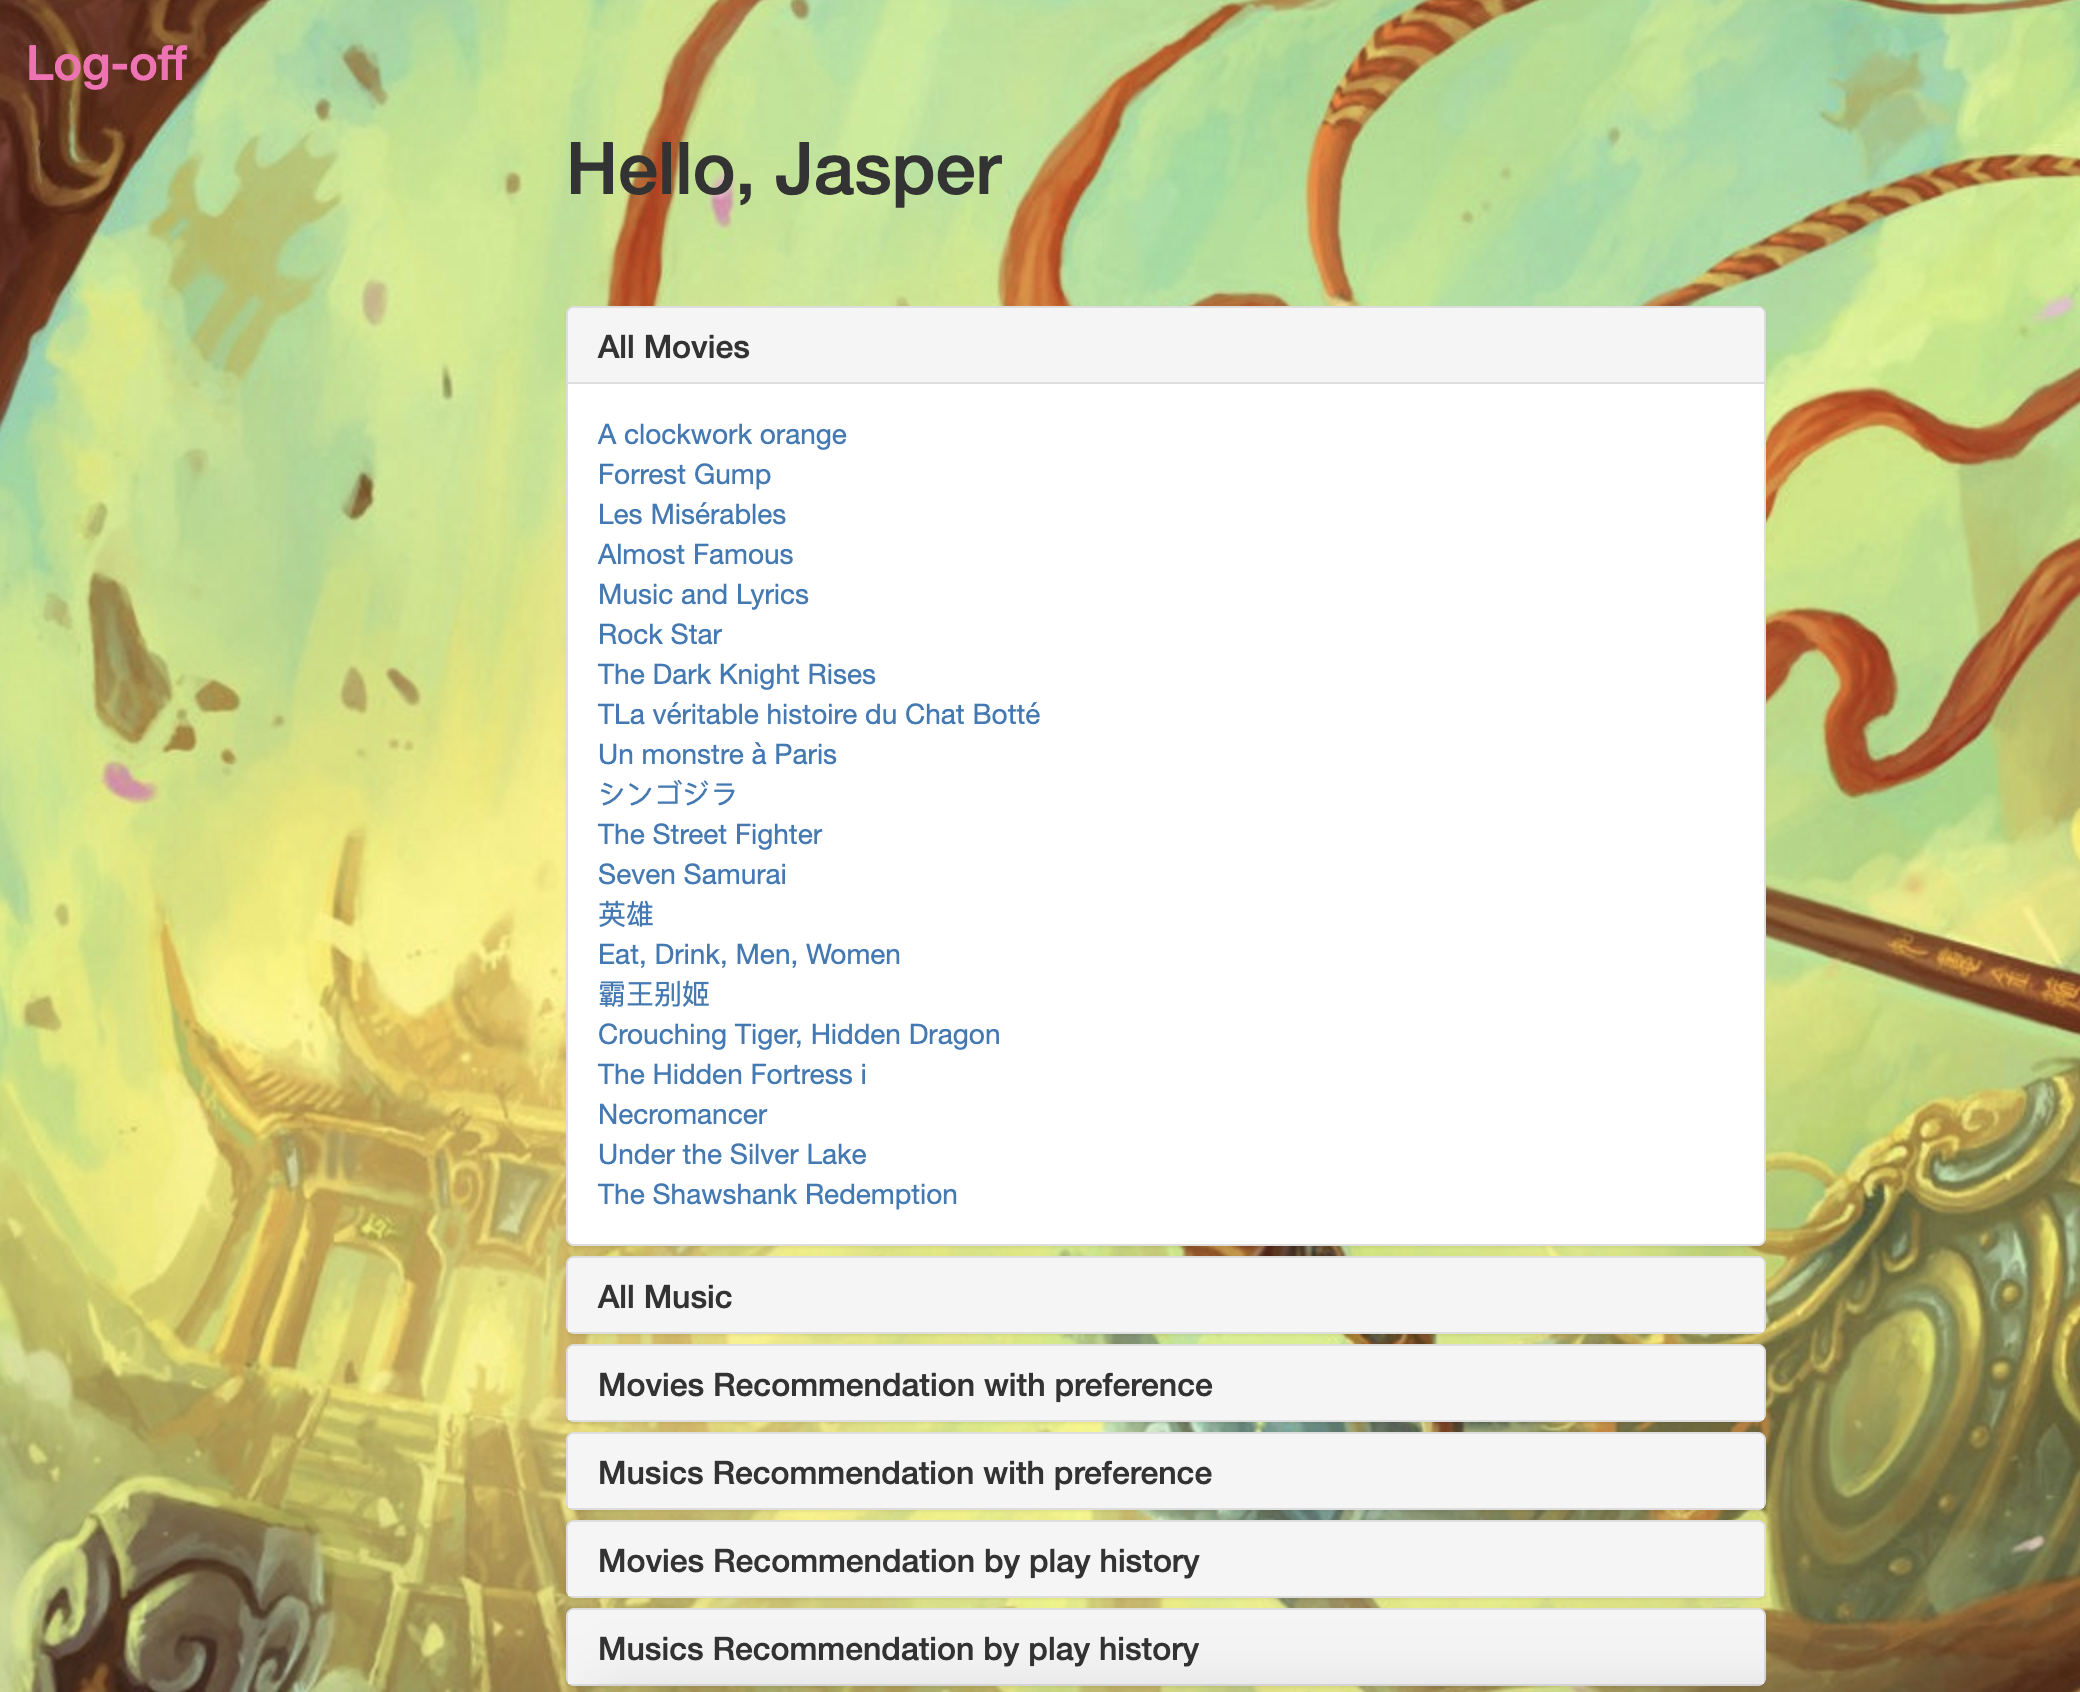 Log-off
Hello, Jasper
All Movies
A clockwork orange
Forrest Gump
Les Misérables
Almost Famous
Music and Lyrics
Rock Star
The Dark Knight Rises
TLa véritable histoire du Chat Botté
Un monstre à Paris
シンゴジラ
The Street Fighter
Seven Samurai
英雄
Eat, Drink, Men, Women
霸王别姬
Crouching Tiger, Hidden Dragon
The Hidden Fortress i
Necromancer
Under the Silver Lake
The Shawshank Redemption
All Music
Movies Recommendation with preference
Musics Recommendation with preference
Movies Recommendation by play history
Musics Recommendation by play history